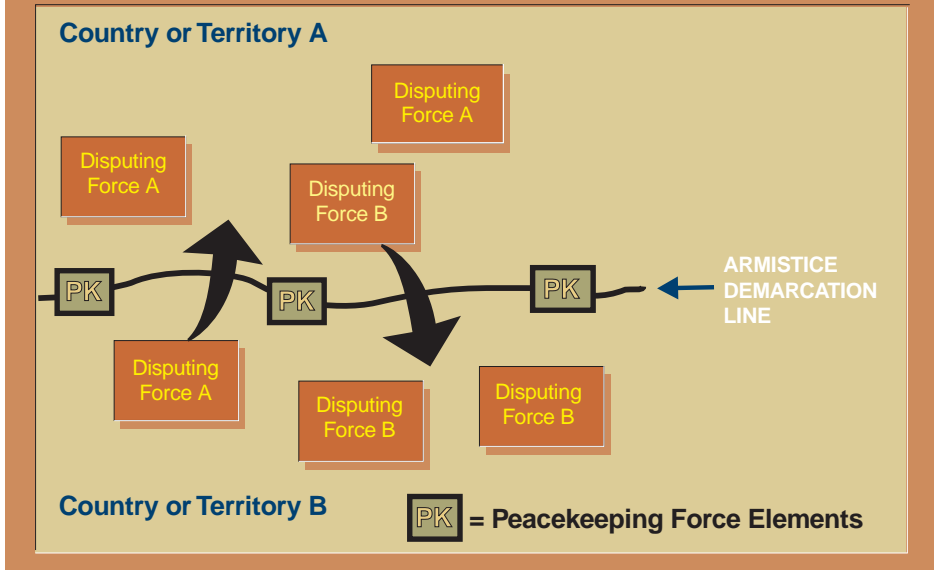 Country or Territory A
Disputing
Force A
Disputing
Force A
Disputing
Force B
PK
PK
PK
ARMISTICE
DEMARCATION
LINE
Disputing
Force A
Disputing
Force B
Disputing
Force B
Country or Territory B
PK = Peacekeeping Force Elements